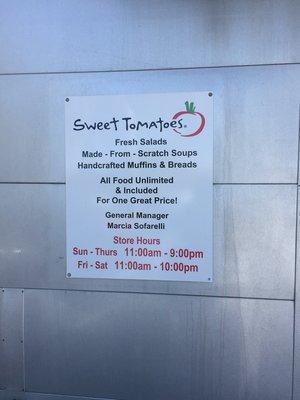 Sweet Tomatoes®
Fresh Salads
Made - From - Scratch Soups
Handcrafted Muffins & Breads
All Food Unlimited
& Included
For One Great Price!
General Manager
Marcia Sofarelli
Store Hours
Sun - Thurs 11:00am - 9:00pm
Fri - Sat 11:00am - 10:00pm